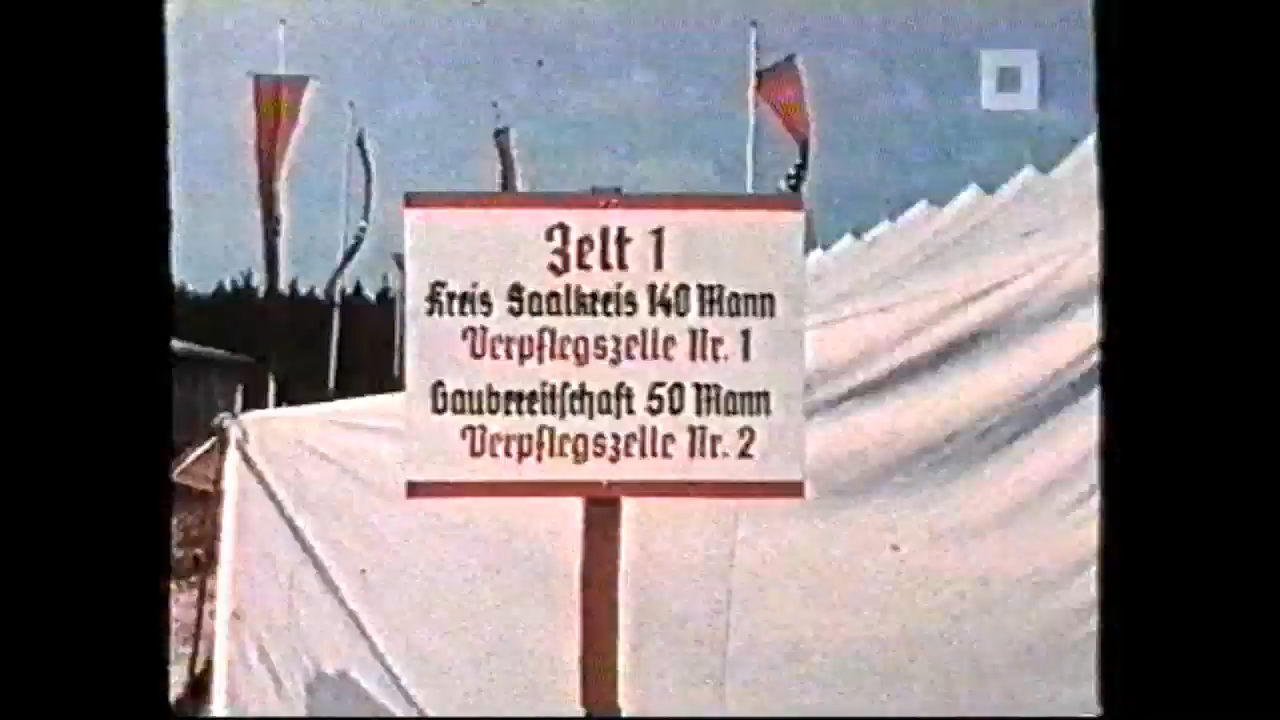 Zelt 1
Kreis Saalkreis 140 Mann
Verpflegszelle Nr. 1
Gaubereitschaft 50 Mann
Verpflegszelle Nr. 2